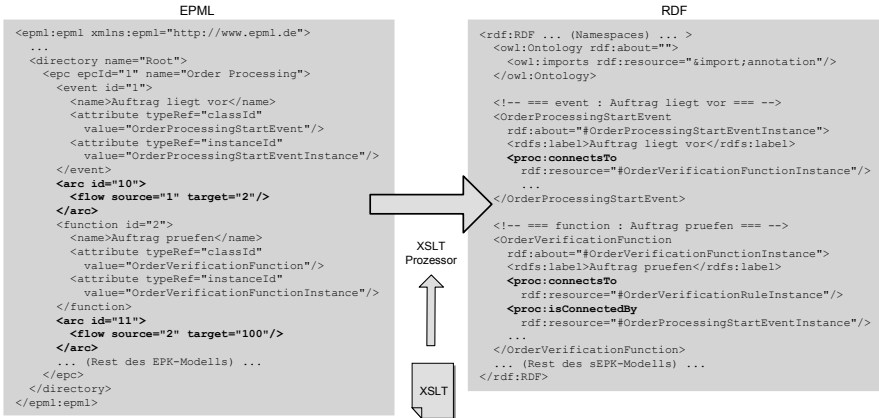 EPML
<epml:epml xmlns:epml="http://www.epml.de">
...
<directory name="Root">
<epc epcId="1" name="Order Processing">
<event id="1">
<name>Auftrag liegt vor</name>
<attribute typeRef="classId"
value="OrderProcessingStartEvent"/>
<attribute typeRef="instanceId"
value="OrderProcessingStartEventInstance"/>
</event>
<arc id="10">
<flow source="1" target="2"/>
</arc>
<function id="2">
<name>Auftrag pruefen</name>
<attribute typeRef="classId"
value="OrderVerificationFunction"/>
<attribute typeRef="instanceId"
value="OrderVerificationFunctionInstance"/>
</function>
<arc id="11">
<flow source="2" target="100"/>
</arc>
... (Rest des EPK-Modells) ...
</epc>
</directory>
</epml:epml>
XSLT
Prozessor
XSLT
RDF
<rdf:RDF ... (Namespaces) ... >
<owl:Ontology rdf:about="">
<owl:imports rdf:resource="&import;annotation"/>
</owl:Ontology>
<!-- === event : Auftrag liegt vor === -->
<OrderProcessingStartEvent
rdf:about="#OrderProcessingStartEventInstance">
<rdfs:label>Auftrag liegt vor</rdfs:label>
<proc:connectsTo
rdf:resource="#OrderVerificationFunctionInstance"/>
...
</OrderProcessingStartEvent>
<!-- === function : Auftrag pruefen === -->
<OrderVerificationFunction
rdf:about="#OrderVerificationFunctionInstance">
<rdfs:label>Auftrag pruefen</rdfs:label>
<proc:connectsTo
rdf:resource="#OrderVerificationRuleInstance"/>
<proc:isConnectedBy
rdf:resource="#OrderProcessingStartEventInstance"/>
...
</OrderVerificationFunction>
... (Rest des sEPK-Modells) ...
</rdf:RDF>